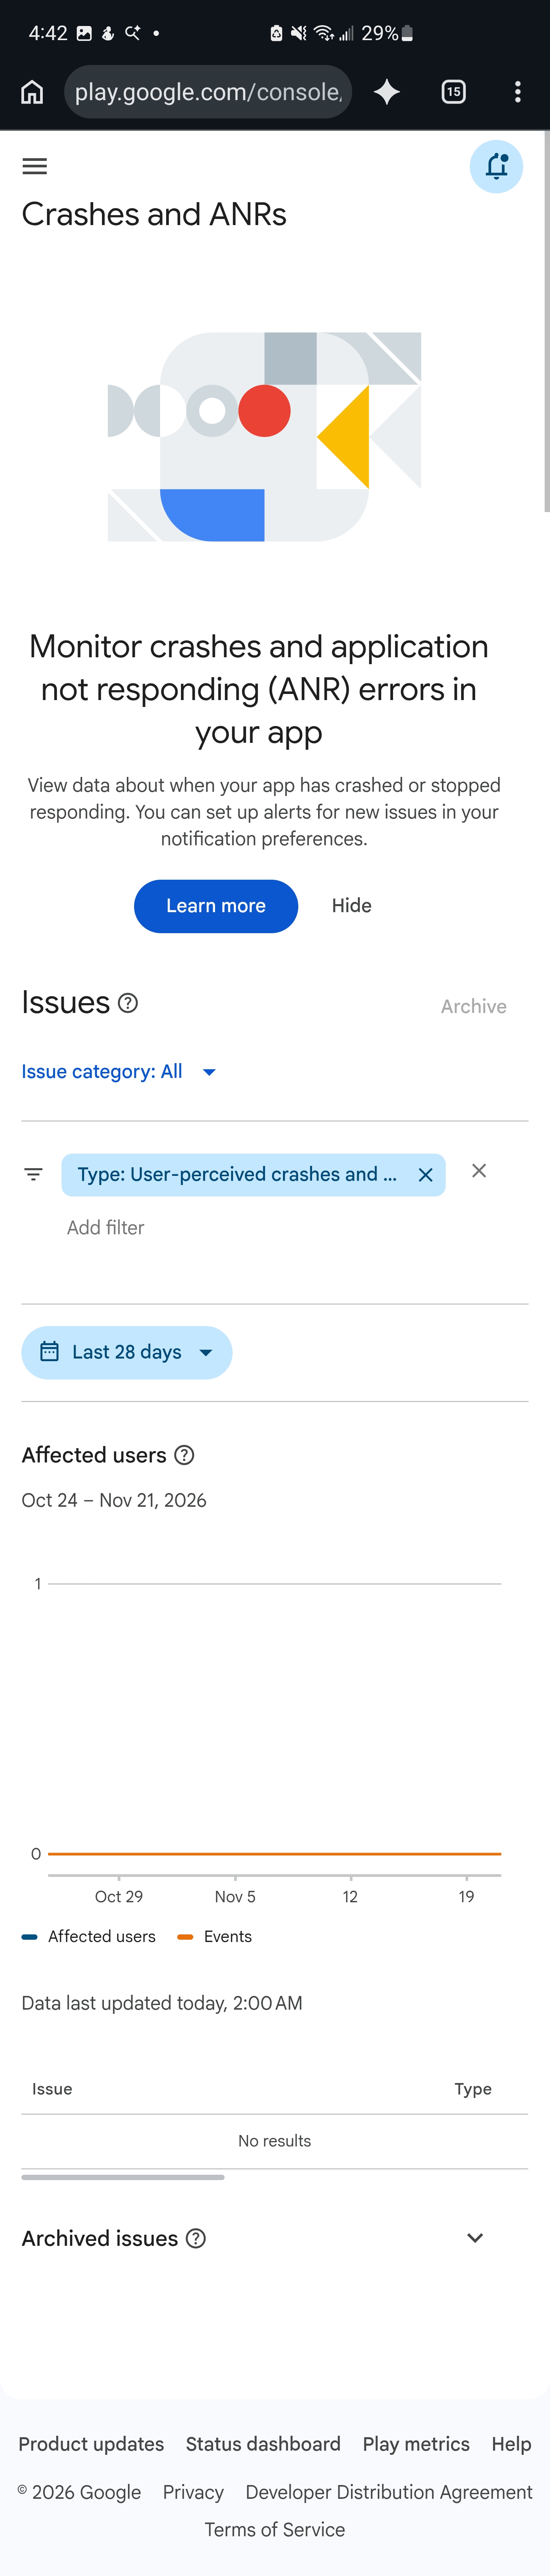 4:42
29%
play.google.com/console,
15
Crashes and ANRs
Monitor crashes and application
not responding (ANR) errors in
your app
View data about when your app has crashed or stopped
responding. You can set up alerts for new issues in your
notification preferences.
Learn more Hide
Issues ? Archive
Issue category: All
Type: User-perceived crashes and ...
Add filter
Last 28 days
Affected users ?
Oct 24 – Nov 21, 2026
1
0
Oct 29 Nov 5 12 19
Affected users Events
Data last updated today, 2:00 AM
Issue Type
No results
Archived issues ?
Product updates Status dashboard Play metrics Help
© 2026 Google Privacy Developer Distribution Agreement
Terms of Service